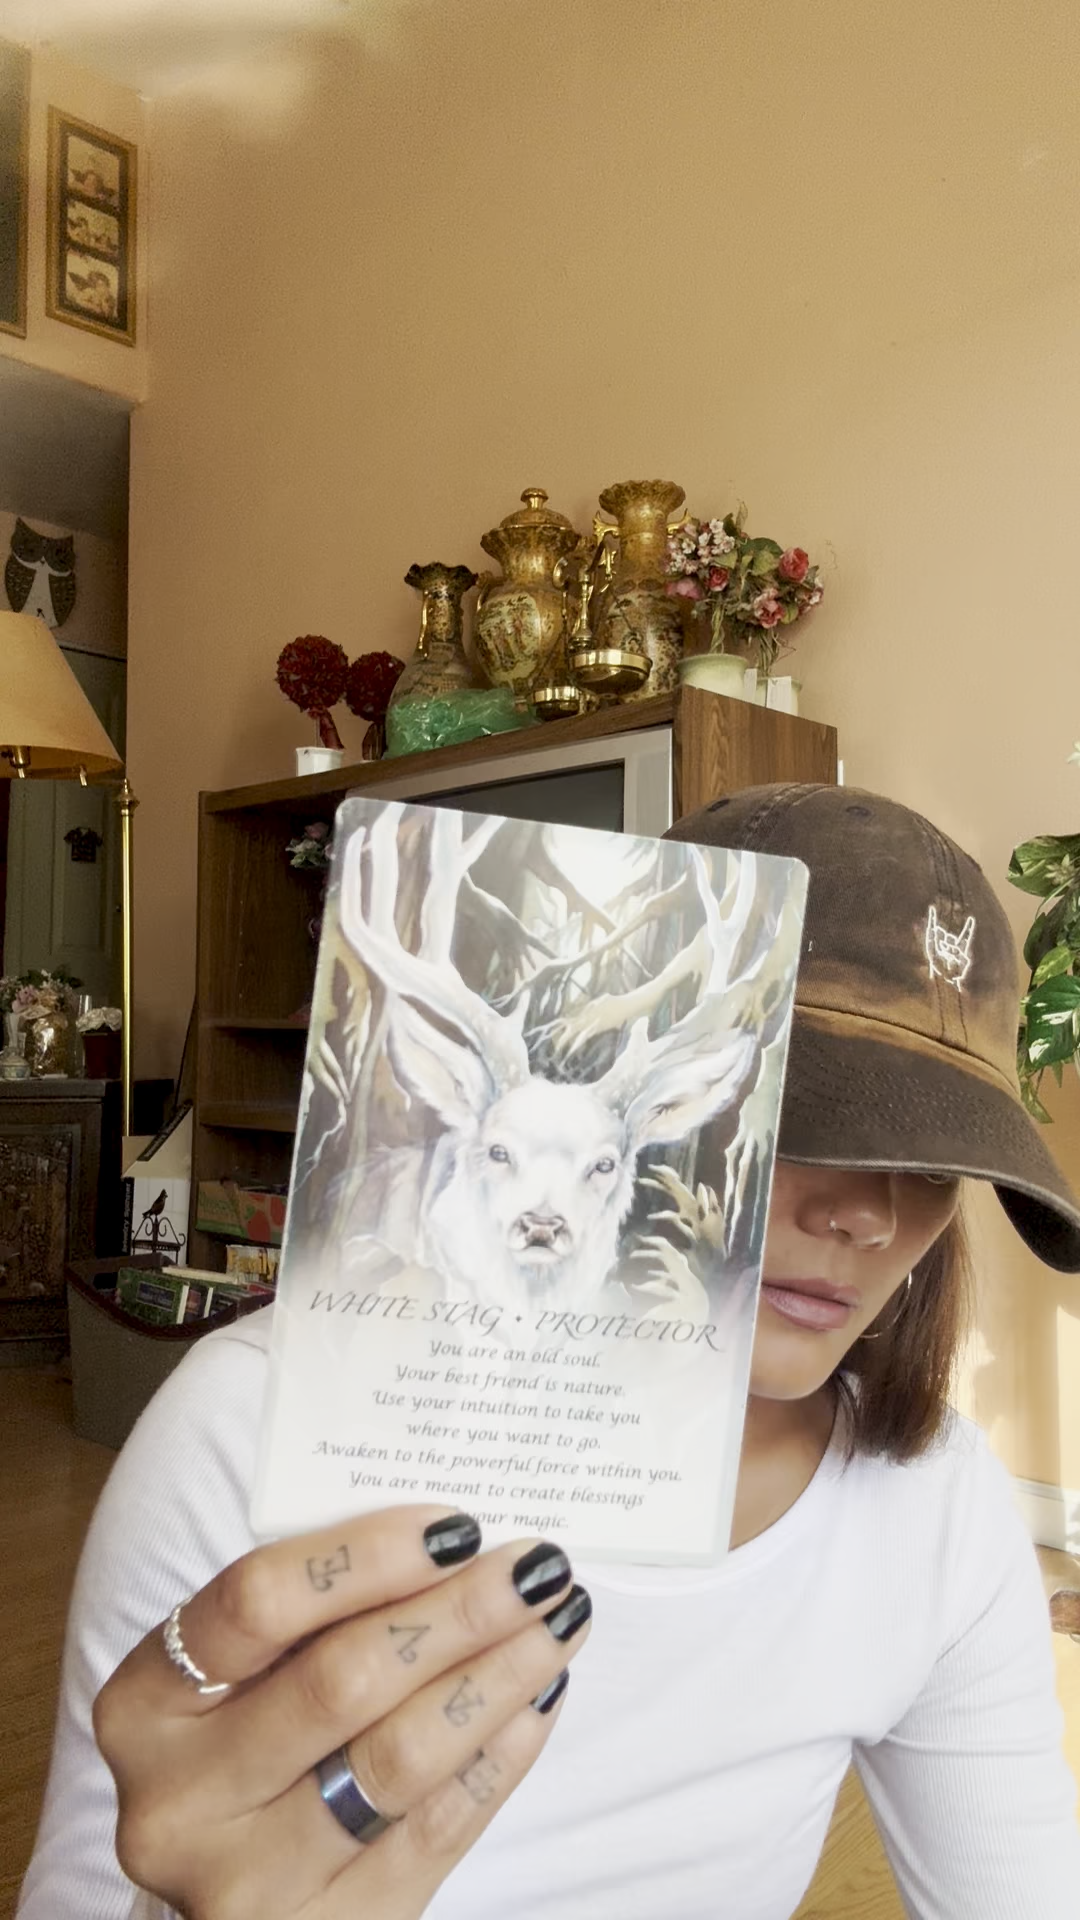 WHITE STAG • PROTECTOR
You are an old soul.
Your best friend is nature.
Use your intuition to take you
where you want to go.
Awaken to the powerful force within you.
You are meant to create blessings
your magic.